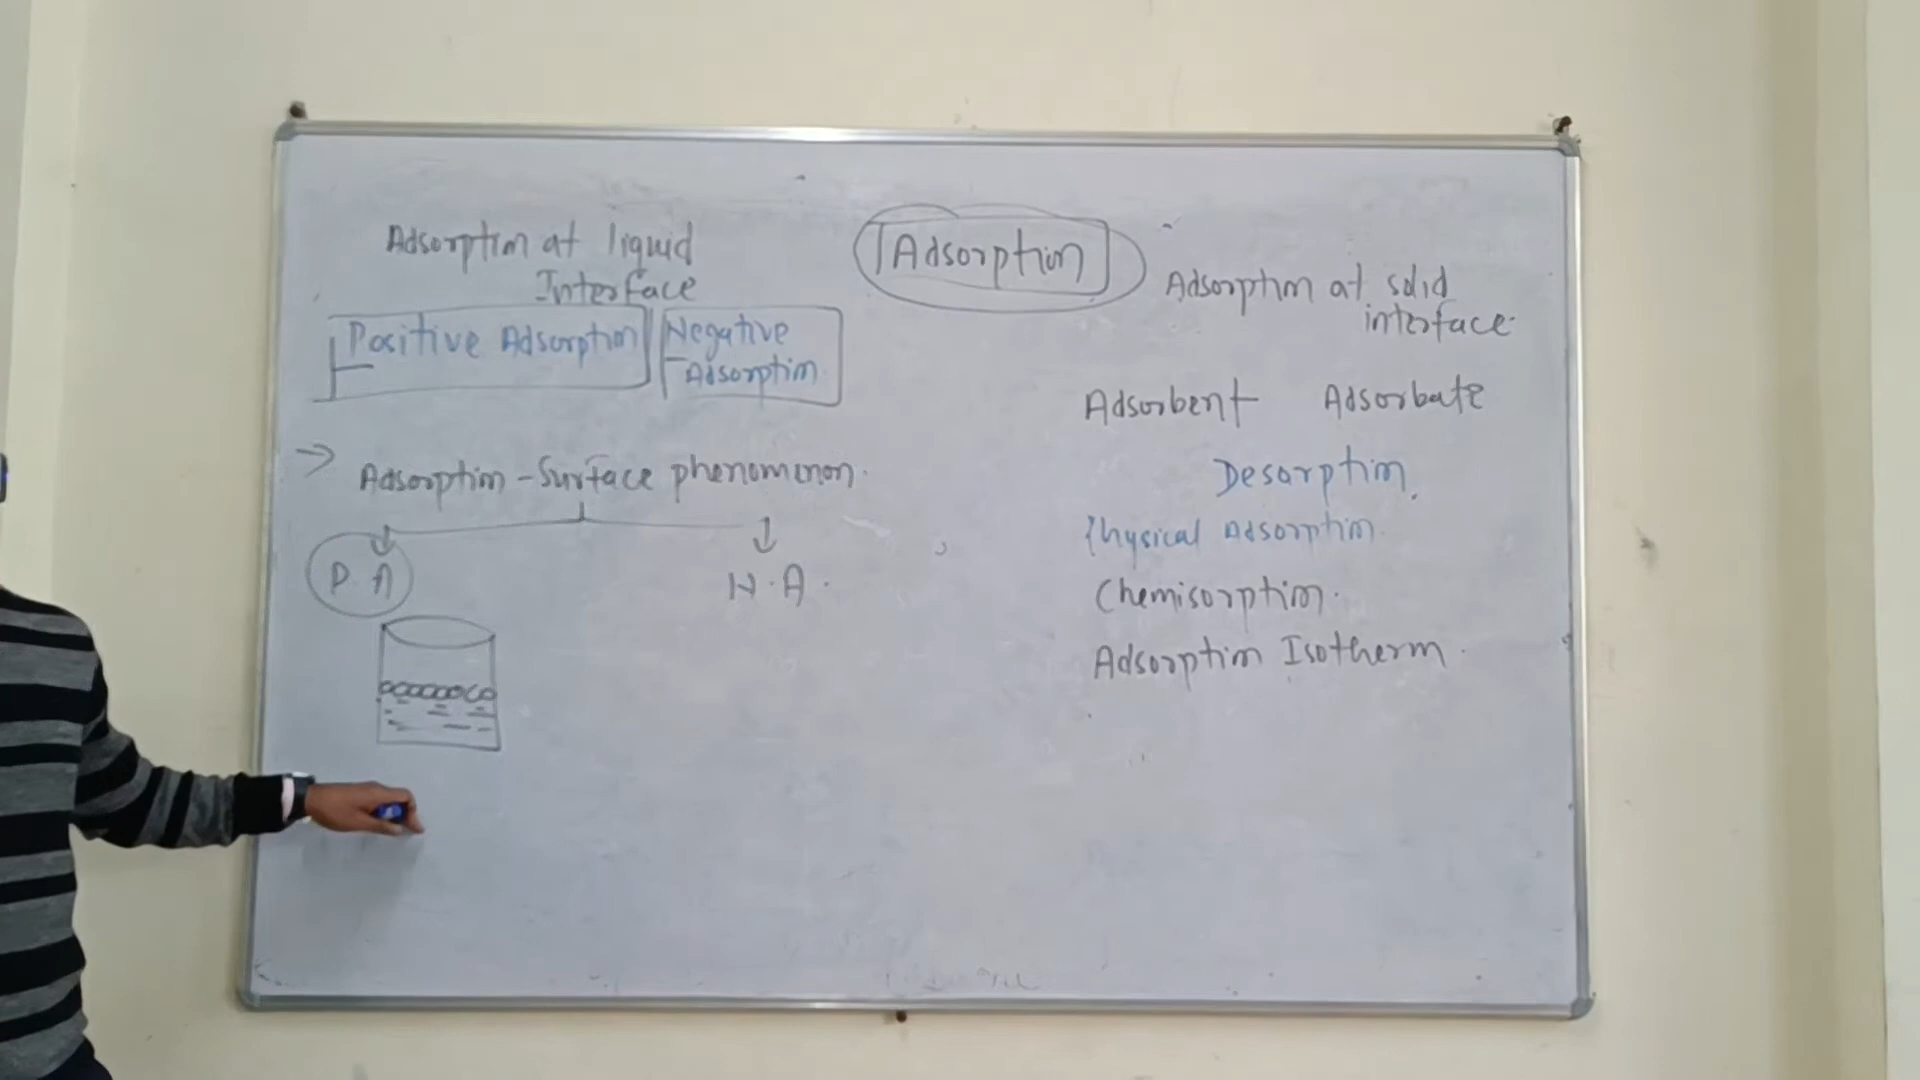 Adsorption
Adsorption at liquid
Interface
Positive Adsorption
Negative
Adsorption
→ Adsorption - Surface phenomenon.
P. A
N. A.
Adsorption at solid
interface.
Adsorbent Adsorbate
Desorption.
Physical Adsorption
Chemisorption.
Adsorption Isotherm.